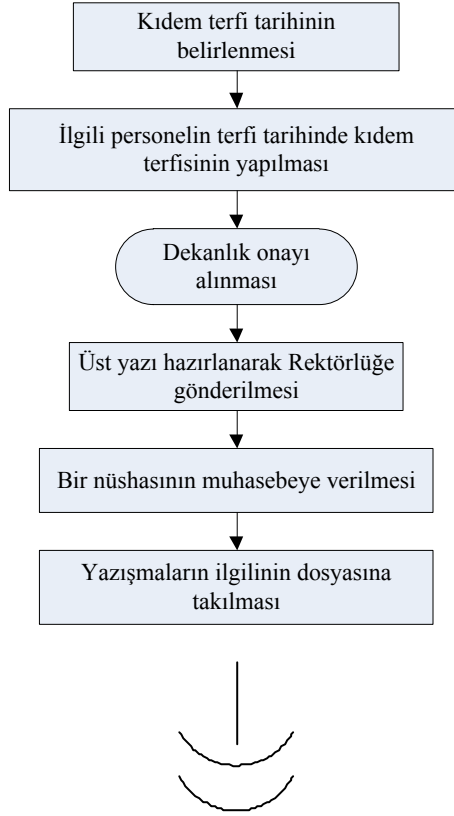 Kıdem terfi tarihinin
belirlenmesi
İlgili personelin terfi tarihinde kıdem
terfisinin yapılması
Dekanlık onayı
alınması
Üst yazı hazırlanarak Rektörlüğe
gönderilmesi
Bir nüshasının muhasebeye verilmesi
Yazışmaların ilgilinin dosyasına
takılması